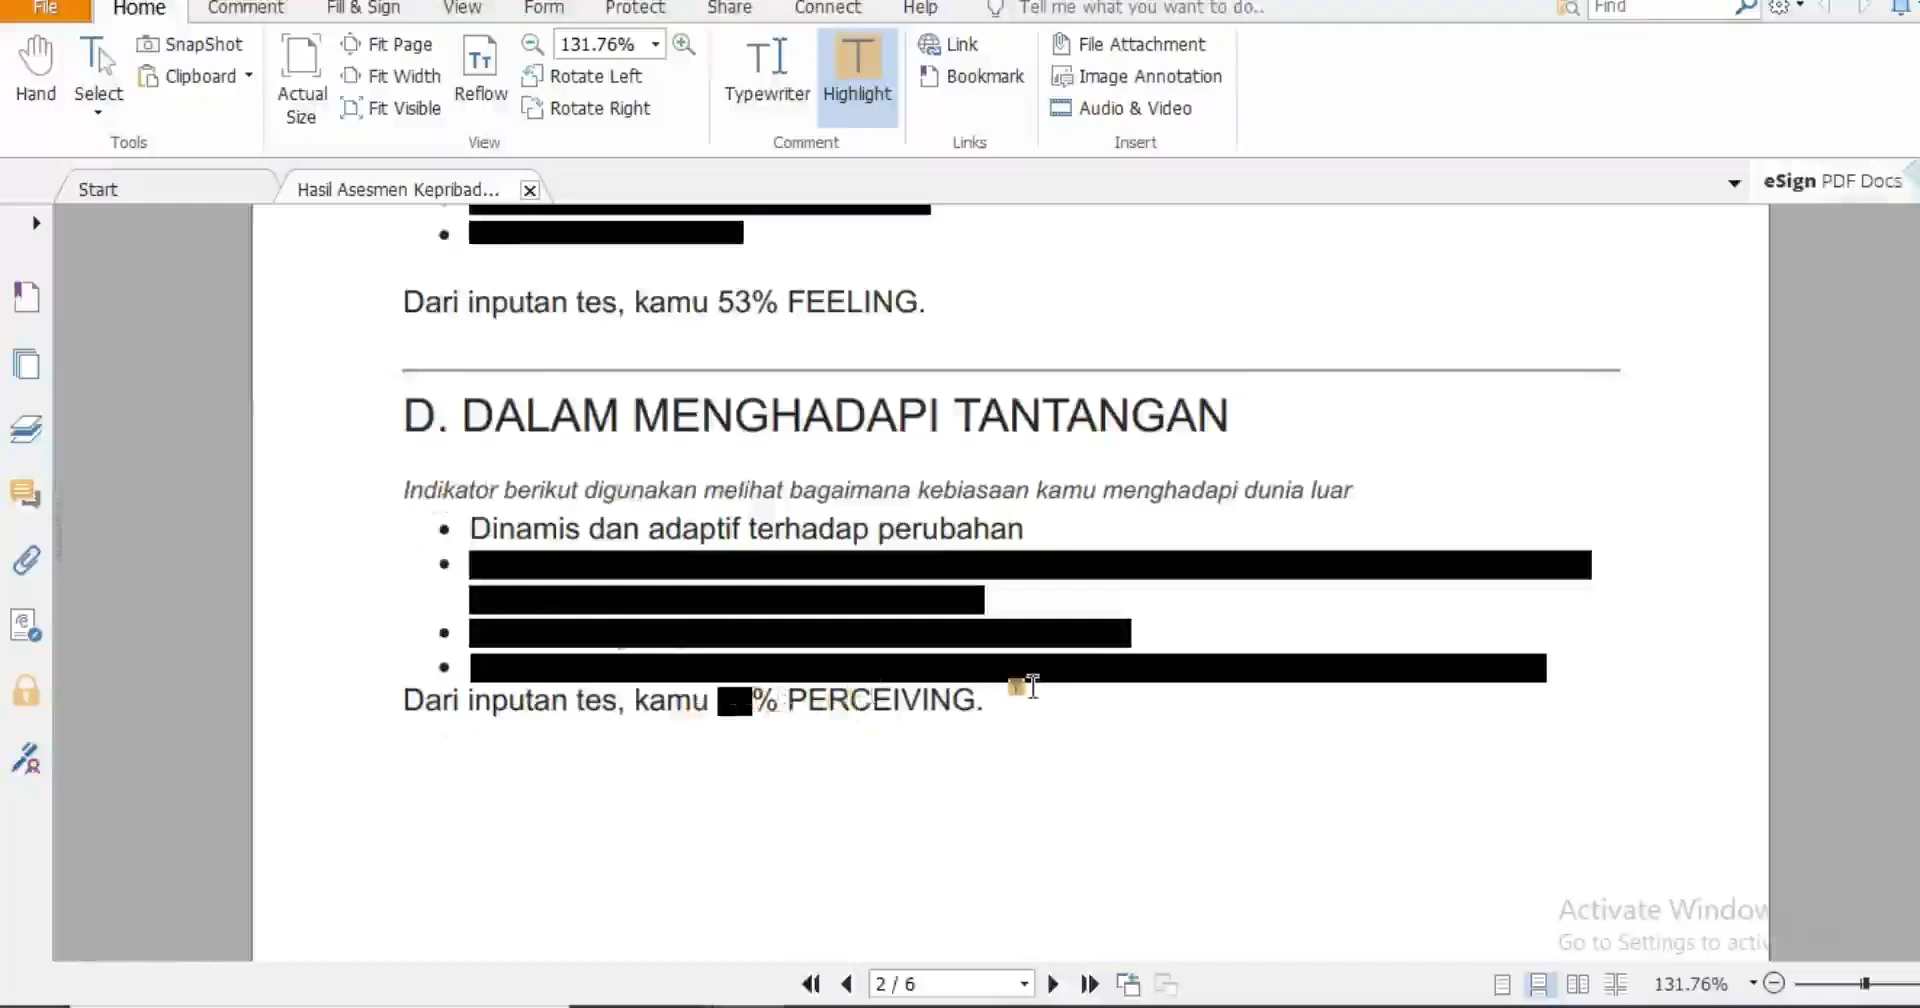 File Home Comment Fill & Sign View Form Protect Share Connect Help Tell me what you want to do.. Find
SnapShot Fit Page 131.76% Link File Attachment
Clipboard Fit Width Rotate Left Bookmark Image Annotation
Hand Select Actual Size Fit Visible Reflow Rotate Right Typewriter Highlight Audio & Video
Tools View Comment Links Insert
Start Hasil Asesmen Kepribad... eSign PDF Docs
Dari inputan tes, kamu 53% FEELING.
D. DALAM MENGHADAPI TANTANGAN
Indikator berikut digunakan melihat bagaimana kebiasaan kamu menghadapi dunia luar
• Dinamis dan adaptif terhadap perubahan
Dari inputan tes, kamu % PERCEIVING.
Activate Window
Go to Settings to activ
2 / 6 131.76%